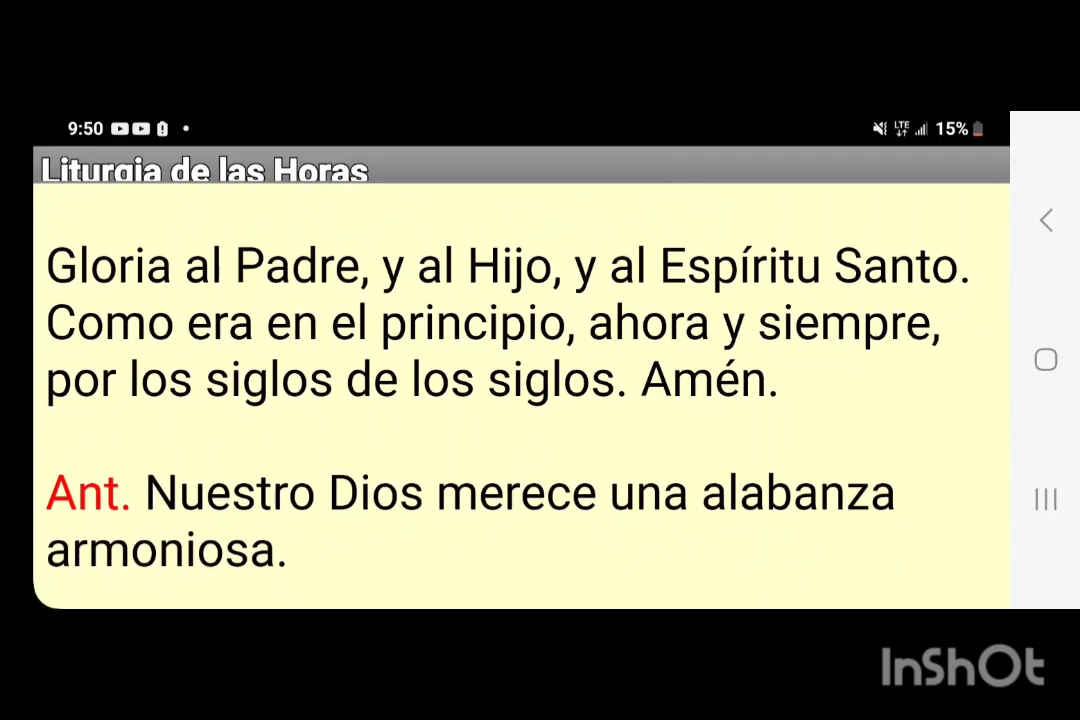 9:50
LTE 15%
Liturgia de las Horas
Gloria al Padre, y al Hijo, y al Espíritu Santo.
Como era en el principio, ahora y siempre,
por los siglos de los siglos. Amén.
Ant. Nuestro Dios merece una alabanza
armoniosa.
InShOt